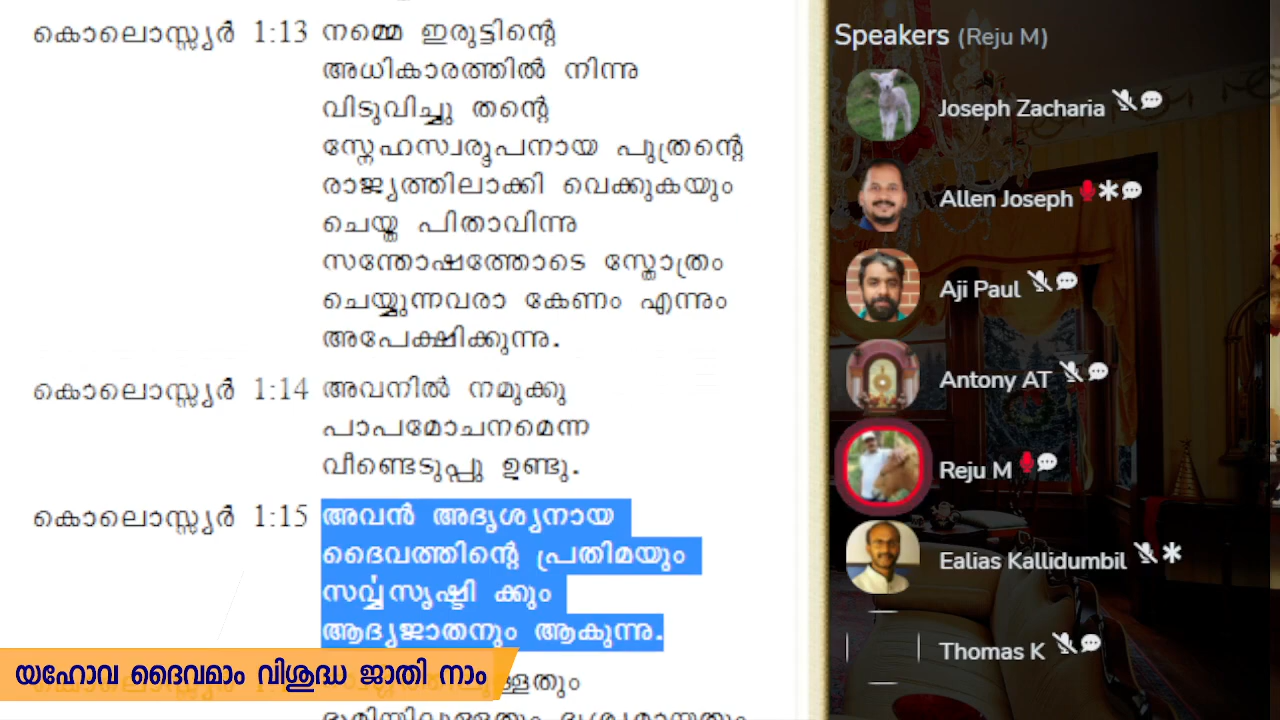 കൊലൊസ്സ്യർ 1:13 നമ്മെ ഇരുട്ടിന്റെ
അധികാരത്തിൽ നിന്നു
വിടുവിച്ചു തന്റെ
സ്നേഹസ്വരൂപനായ പുത്രന്റെ
രാജ്യത്തിലാക്കി വെക്കുകയും
ചെയ്ത പിതാവിന്നു
സന്തോഷത്തോടെ സ്തോത്രം
ചെയ്യുന്നവരാ കേണം എന്നും
അപേക്ഷിക്കുന്നു.
കൊലൊസ്സ്യർ 1:14 അവനിൽ നമുക്കു
പാപമോചനമെന്ന
വീണ്ടെടുപ്പു ഉണ്ടു.
കൊലൊസ്സ്യർ 1:15 അവൻ അദൃശ്യനായ
ദൈവത്തിന്റെ പ്രതിമയും
സർവ്വസൃഷ്ടി ക്കും
ആദ്യജാതനും ആകുന്നു.
യഹോവ ദൈവമാം വിശുദ്ധ ജാതി നാം
Speakers (Reju M)
Joseph Zacharia
Allen Joseph
Aji Paul
Antony AT
Reju M
Ealias Kallidumbil
Thomas K